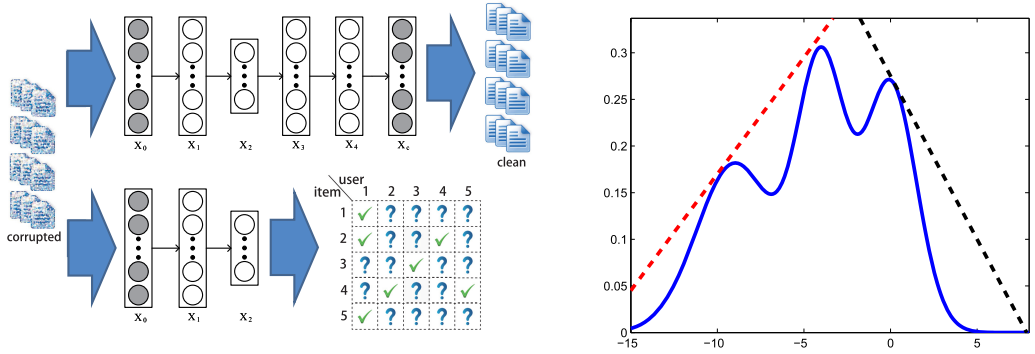 X₀ X₁ X₂ X₃ X₄ X_c
clean
corrupted
X₀ X₁ X₂
user
item
1 2 3 4 5
1 ✓ ? ? ? ?
2 ✓ ? ? ✓ ?
3 ? ? ✓ ? ?
4 ? ✓ ? ? ✓
5 ✓ ? ? ? ?
0.3
0.25
0.2
0.15
0.1
0.05
0
−15 −10 −5 0 5